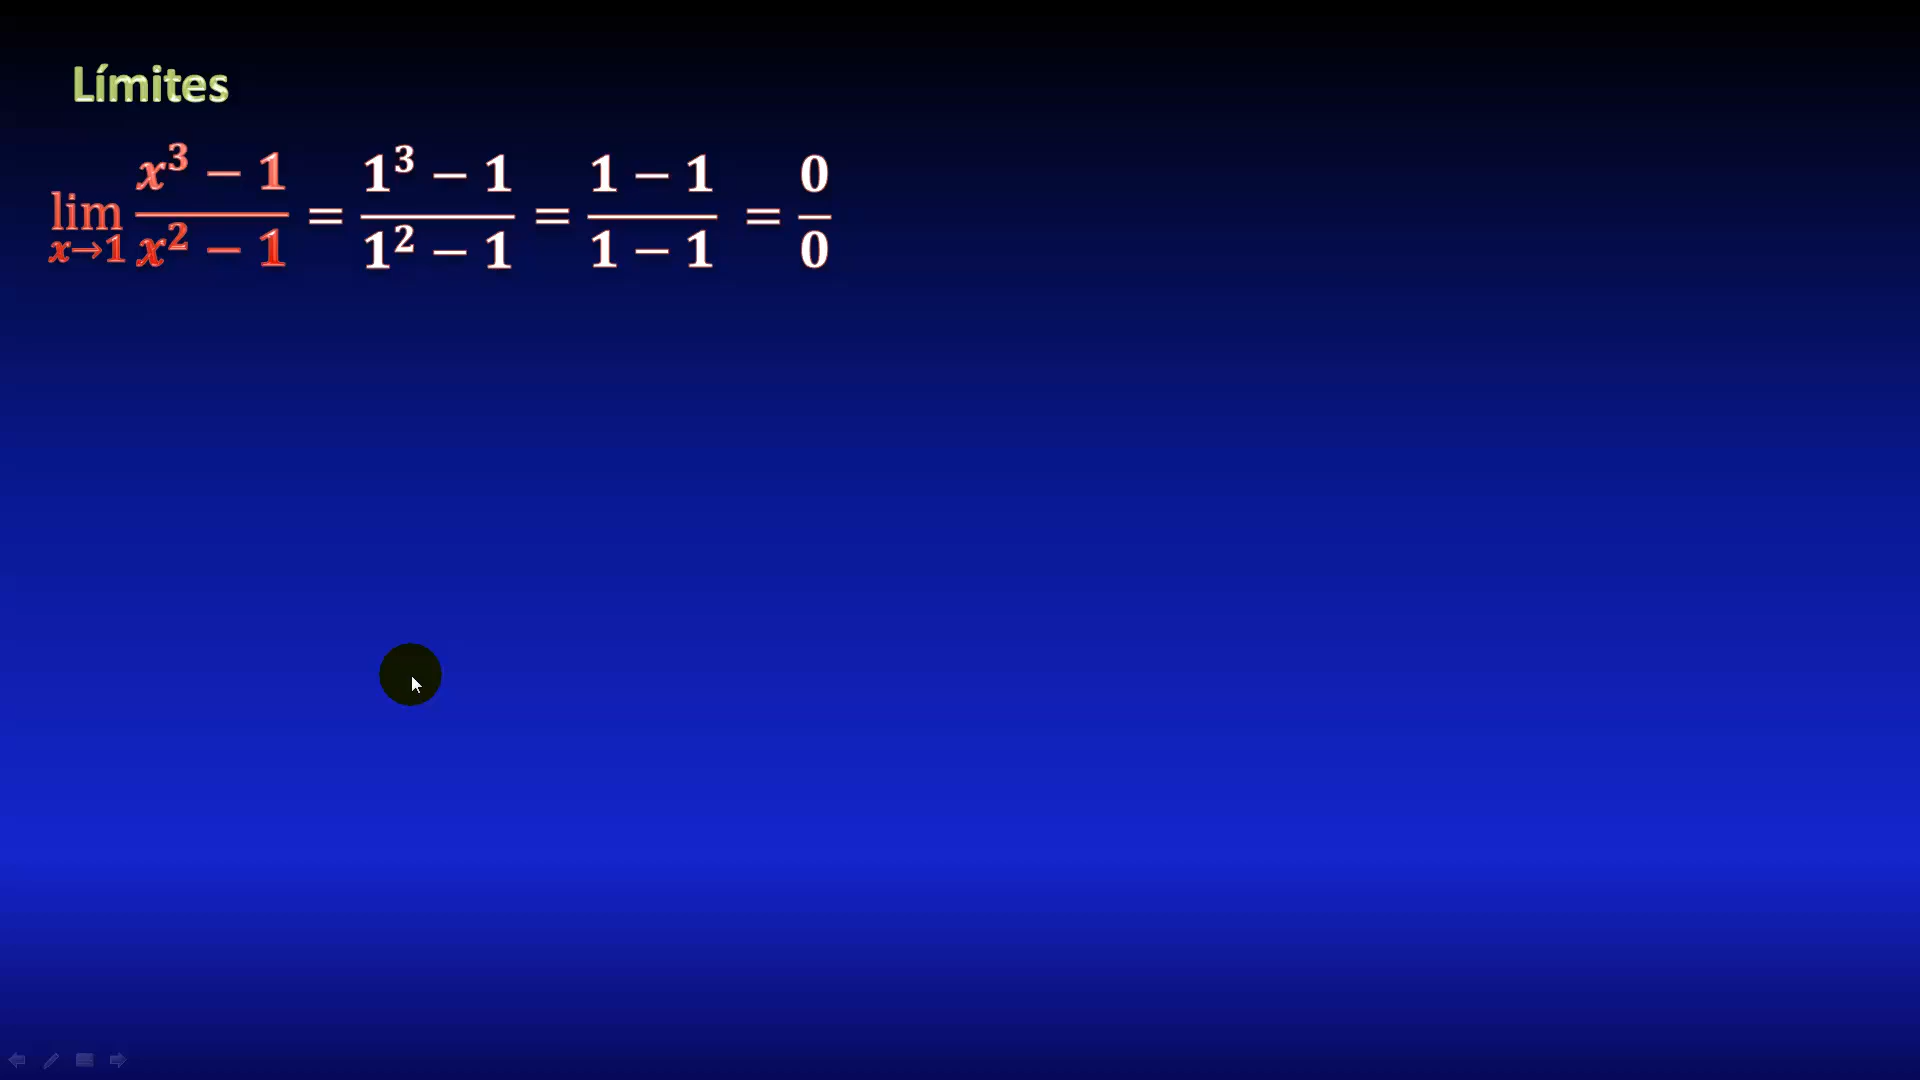 Límites
lim x→1 (x³ − 1)/(x² − 1) = (1³ − 1)/(1² − 1) = (1 − 1)/(1 − 1) = 0/0